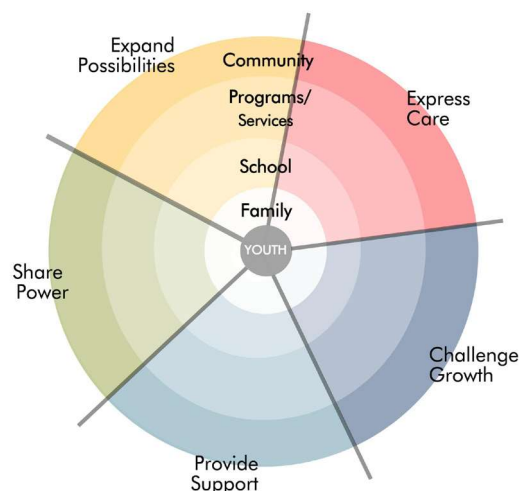 Expand
Possibilities
Community
Programs/
Services
School
Family
YOUTH
Express
Care
Share
Power
Challenge
Growth
Provide
Support